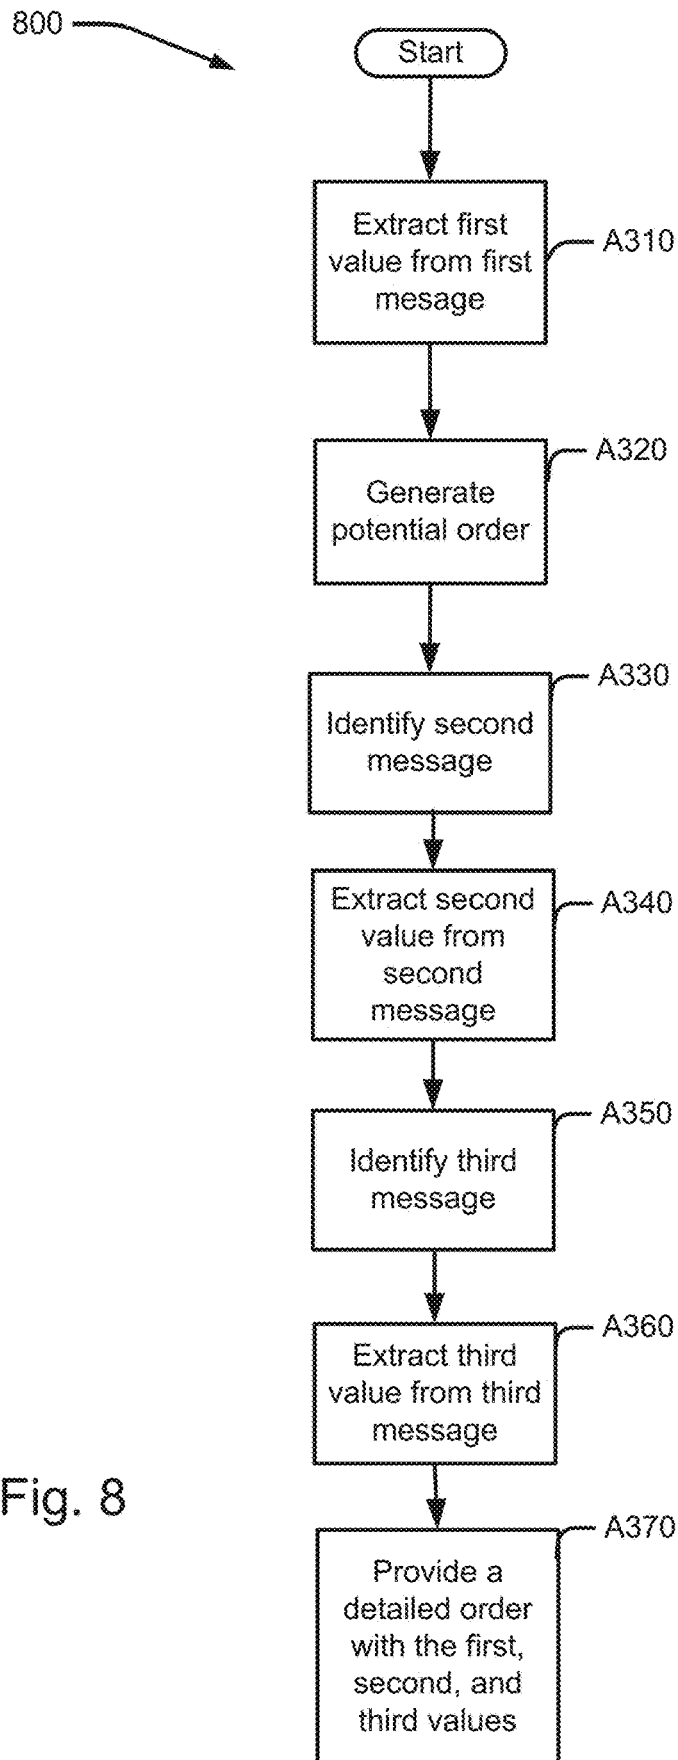 800
Start
Extract first
value from first
mesage
A310
Generate
potential order
A320
Identify second
message
A330
Extract second
value from
second
message
A340
Identify third
message
A350
Extract third
value from third
message
A360
Fig. 8
Provide a
detailed order
with the first,
second, and
third values
A370